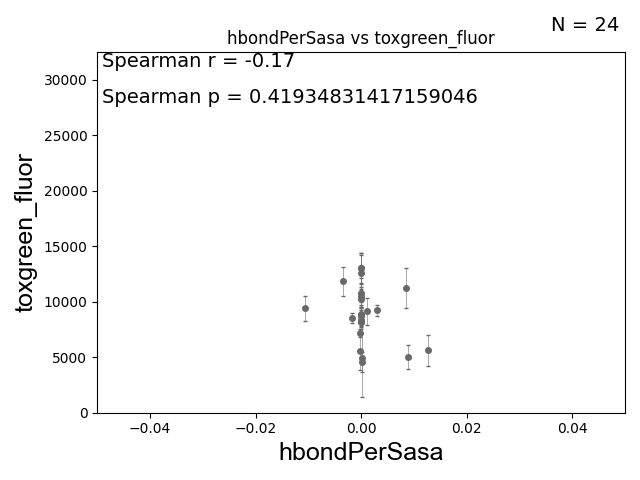 N = 24
hbondPerSasa vs toxgreen_fluor
Spearman r = -0.17
Spearman p = 0.41934831417159046
30000
25000
20000
15000
10000
5000
0
toxgreen_fluor
−0.04 −0.02 0.00 0.02 0.04
hbondPerSasa